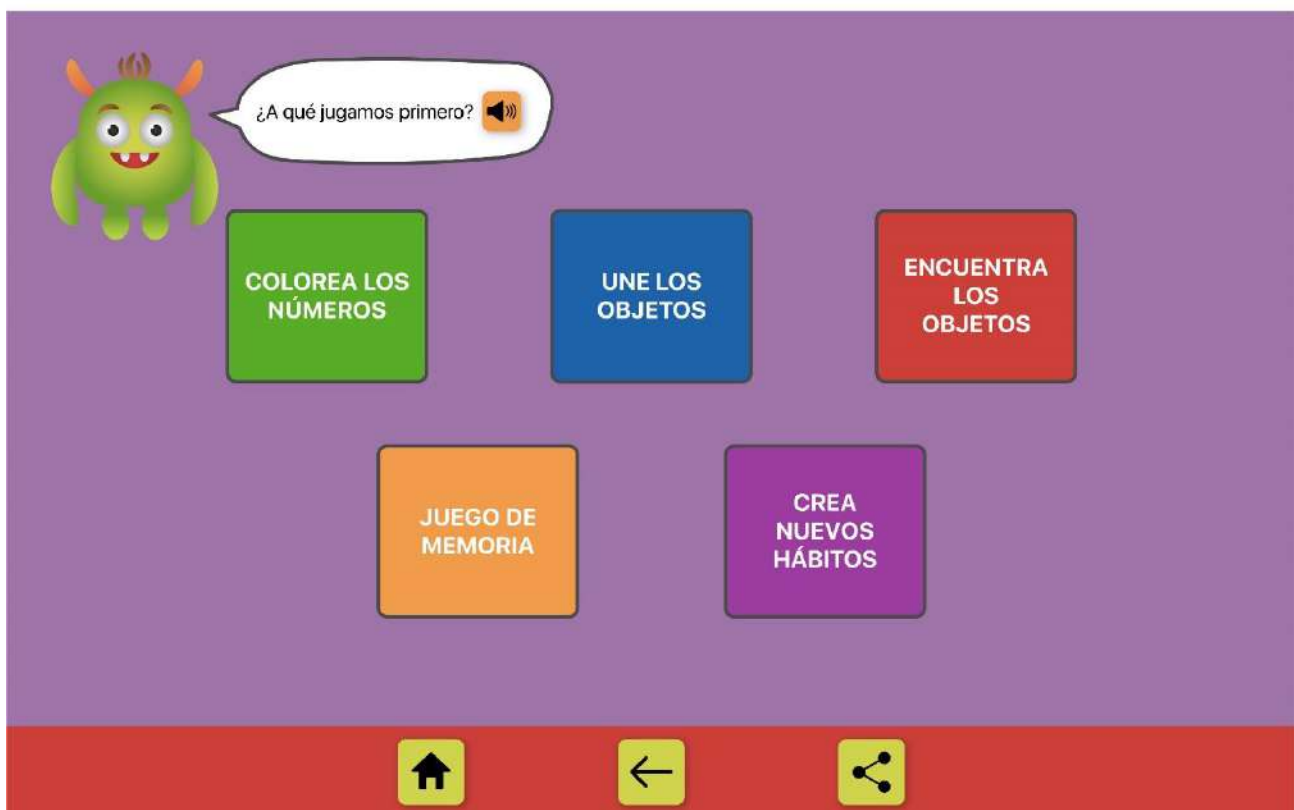 ¿A qué jugamos primero?
COLOREA LOS
NÚMEROS
UNE LOS
OBJETOS
ENCUENTRA
LOS
OBJETOS
JUEGO DE
MEMORIA
CREA
NUEVOS
HÁBITOS